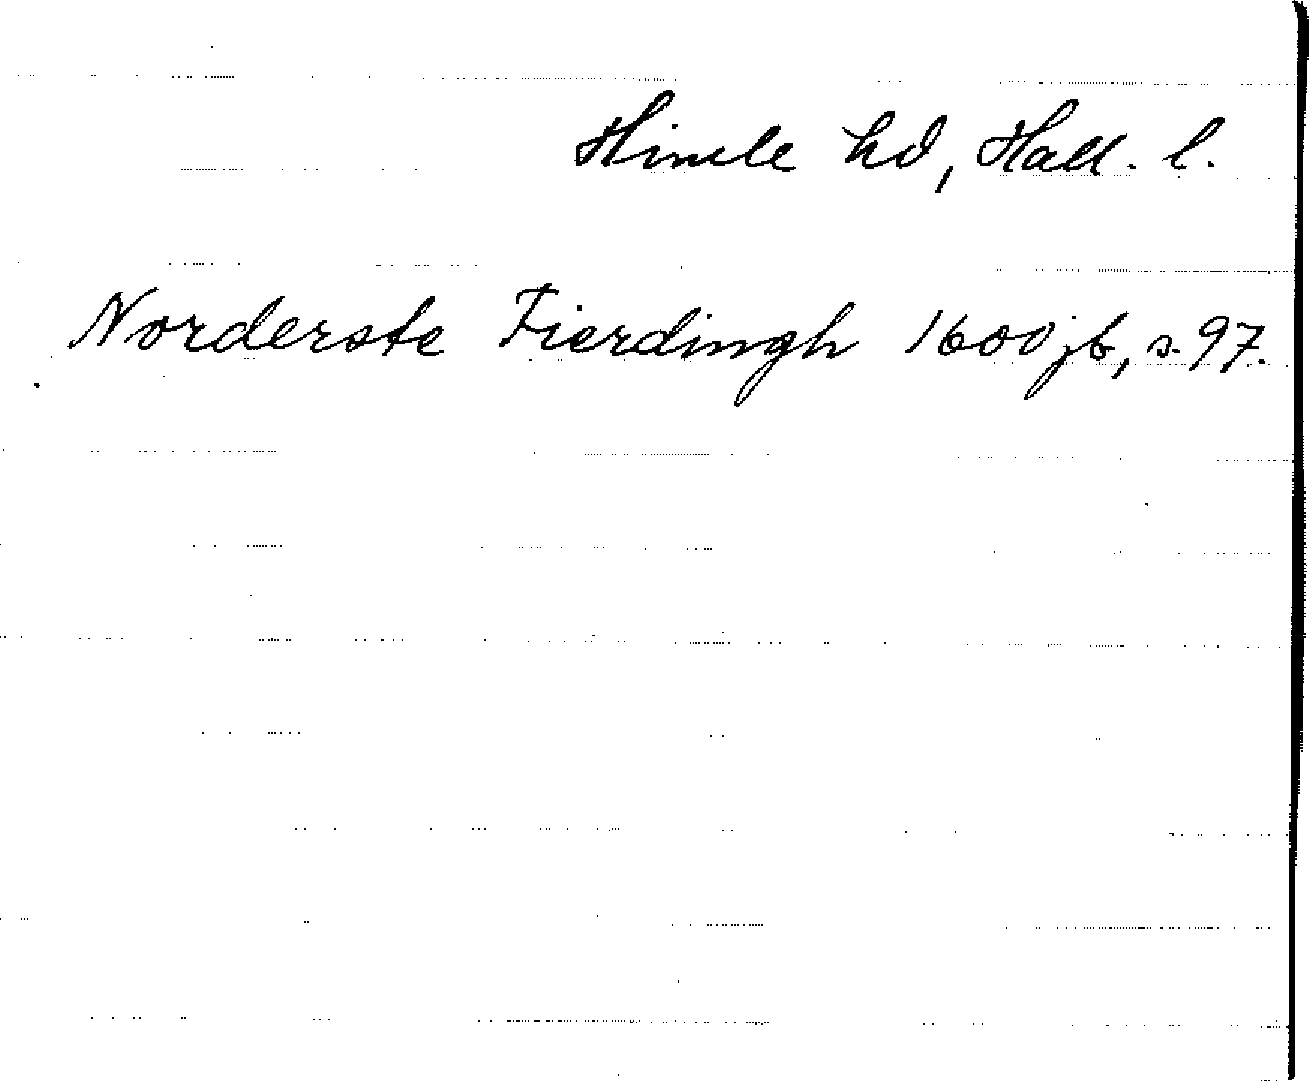 Himle hd, Hall. l.
Norderste Fierdingh 1600 jb, s. 97.